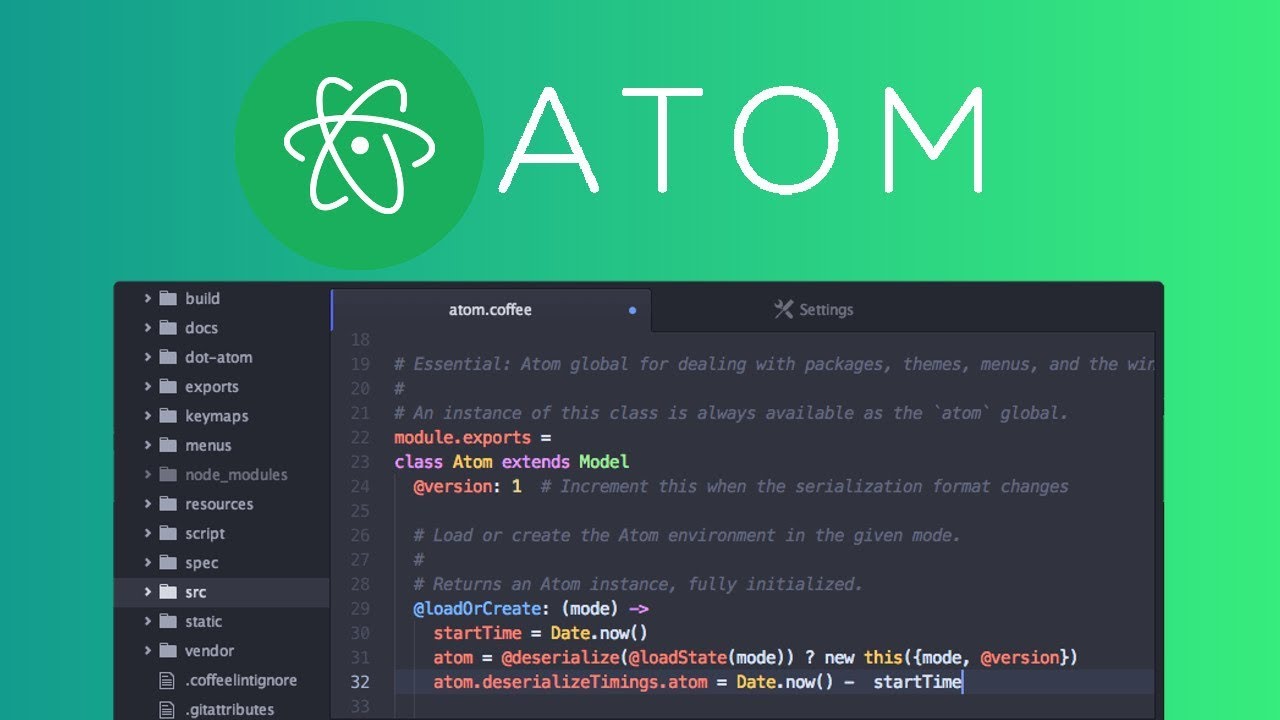 ATOM
build
docs
dot-atom
exports
keymaps
menus
node_modules
resources
script
spec
src
static
vendor
.coffeelintignore
.gitattributes
atom.coffee
Settings
18
19 # Essential: Atom global for dealing with packages, themes, menus, and the win
20 #
21 # An instance of this class is always available as the `atom` global.
22 module.exports =
23 class Atom extends Model
24 @version: 1 # Increment this when the serialization format changes
25
26 # Load or create the Atom environment in the given mode.
27 #
28 # Returns an Atom instance, fully initialized.
29 @loadOrCreate: (mode) ->
30 startTime = Date.now()
31 atom = @deserialize(@loadState(mode)) ? new this({mode, @version})
32 atom.deserializeTimings.atom = Date.now() - startTime
33